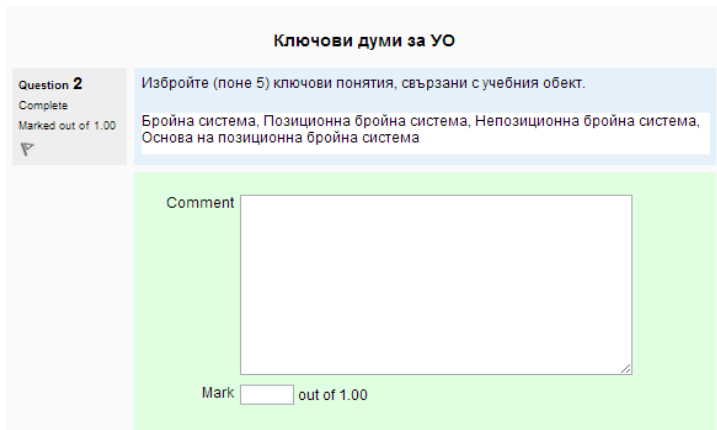 Ключови думи за УО
Question 2
Complete
Marked out of 1.00
Избройте (поне 5) ключови понятия, свързани с учебния обект.
Бройна система, Позиционна бройна система, Непозиционна бройна система,
Основа на позиционна бройна система
Comment
Mark out of 1.00